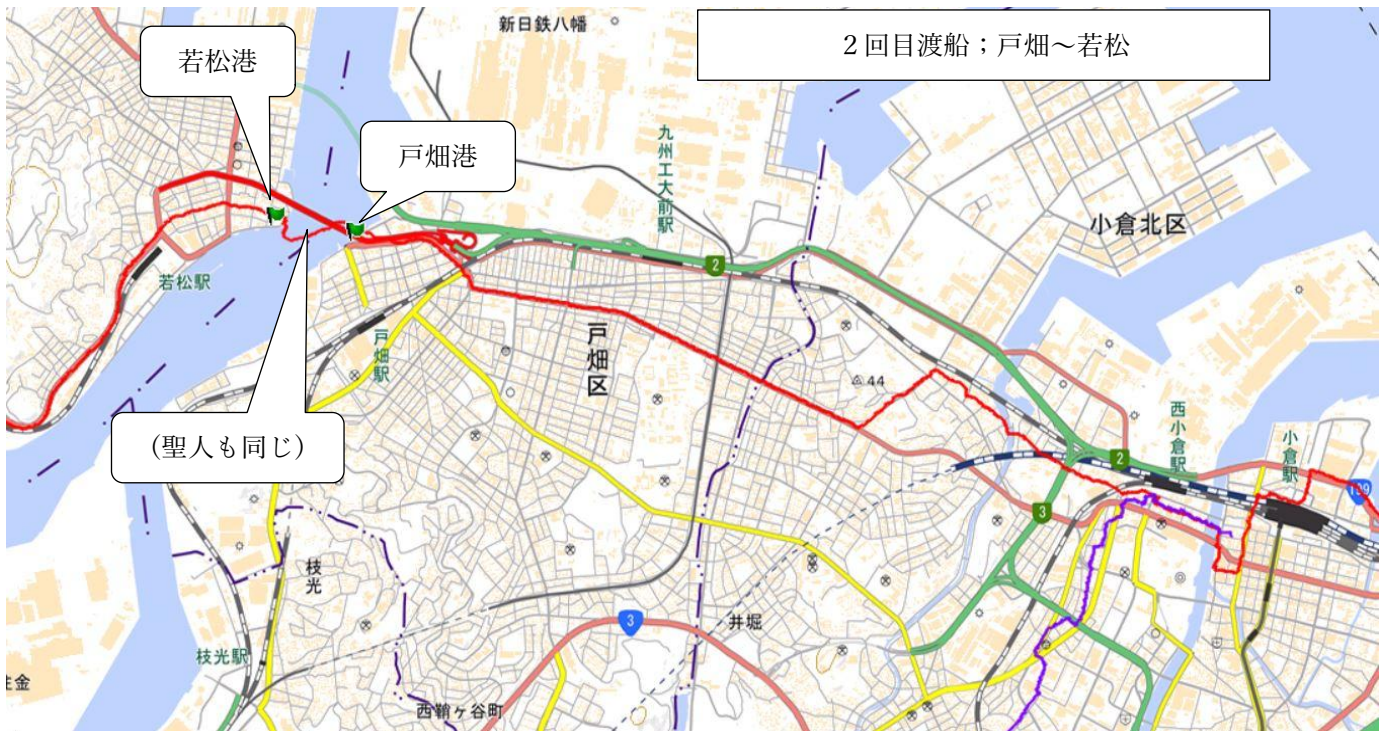 新日鉄八幡
２回目渡船；戸畑～若松
若松港
戸畑港
九州工大前駅
小倉北区
若松駅
2
戸畑駅
戸畑区
44
(聖人も同じ）
西小倉駅
小倉駅
2
199
3
枝光
3
井堀
枝光駅
住金
西鞘ヶ谷町